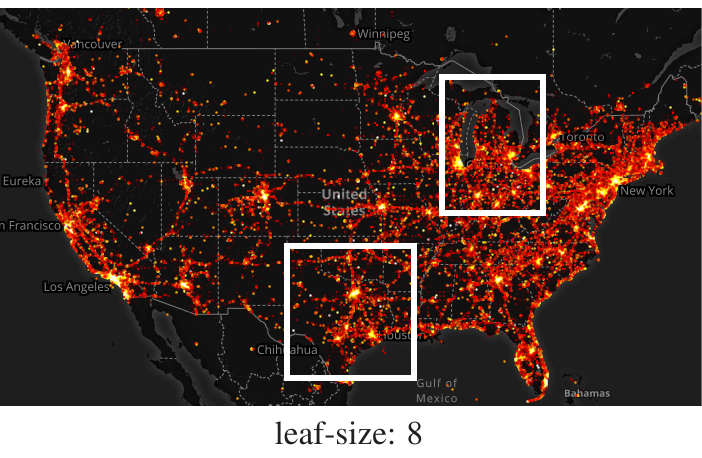 Vancouver
Winnipeg
Toronto
Eureka
United
States
New York
n Francisco
Los Angeles
Houston
Chihuahua
Gulf of
Mexico
Bahamas
leaf-size: 8